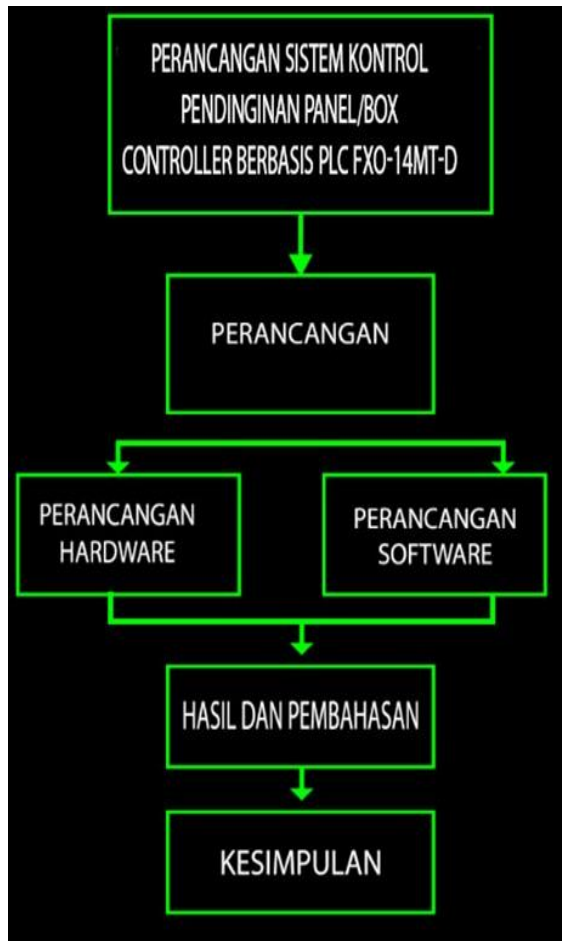 PERANCANGAN SISTEM KONTROL
PENDINGINAN PANEL/BOX
CONTROLLER BERBASIS PLC FXO-14MT-D
PERANCANGAN
PERANCANGAN
HARDWARE
PERANCANGAN
SOFTWARE
HASIL DAN PEMBAHASAN
KESIMPULAN